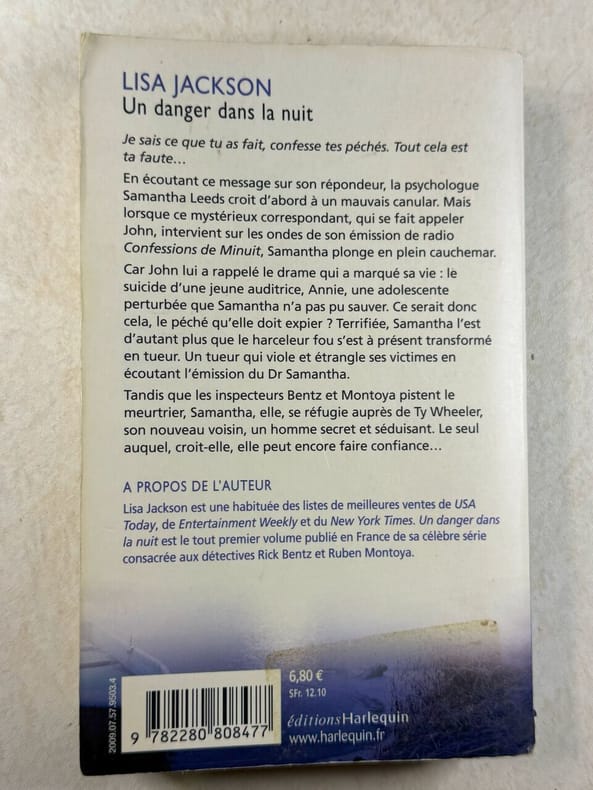 LISA JACKSON
Un danger dans la nuit
Je sais ce que tu as fait, confesse tes péchés. Tout cela est
ta faute…
En écoutant ce message sur son répondeur, la psychologue
Samantha Leeds croit d'abord à un mauvais canular. Mais
lorsque ce mystérieux correspondant, qui se fait appeler
John, intervient sur les ondes de son émission de radio
Confessions de Minuit, Samantha plonge en plein cauchemar.
Car John lui a rappelé le drame qui a marqué sa vie : le
suicide d'une jeune auditrice, Annie, une adolescente
perturbée que Samantha n'a pas pu sauver. Ce serait donc
cela, le péché qu'elle doit expier ? Terrifiée, Samantha l'est
d'autant plus que le harceleur fou s'est à présent transformé
en tueur. Un tueur qui viole et étrangle ses victimes en
écoutant l'émission du Dr Samantha.
Tandis que les inspecteurs Bentz et Montoya pistent le
meurtrier, Samantha, elle, se réfugie auprès de Ty Wheeler,
son nouveau voisin, un homme secret et séduisant. Le seul
auquel, croit-elle, elle peut encore faire confiance…
A PROPOS DE L'AUTEUR
Lisa Jackson est une habituée des listes de meilleures ventes de USA
Today, de Entertainment Weekly et du New York Times. Un danger dans
la nuit est le tout premier volume publié en France de sa célèbre série
consacrée aux détectives Rick Bentz et Ruben Montoya.
2009.07.57.9503.4
9 782280 808477
6,80 €
SFr. 12.10
éditions Harlequin
www.harlequin.fr